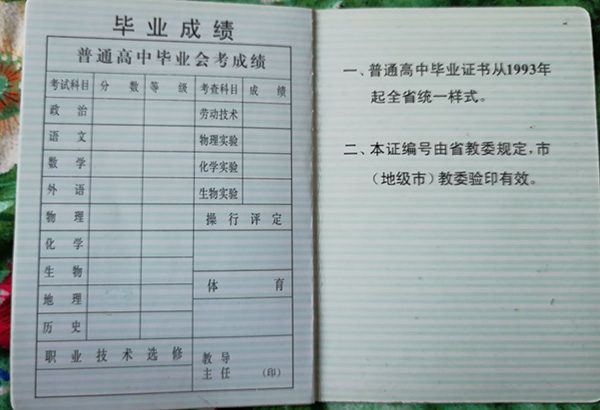 毕业成绩
普通高中毕业会考成绩
考试科目 分 数 等 级 考查科目 成 绩
政 治 劳动技术
语 文 物理实验
数 学 化学实验
外 语 生物实验
物 理 操行评定
化 学
生 物
地 理 体 育
历 史
职业技术选修 教导
主任 (印)
一、普通高中毕业证书从1993年
起全省统一样式。
二、本证编号由省教委规定,市
(地级市)教委验印有效。